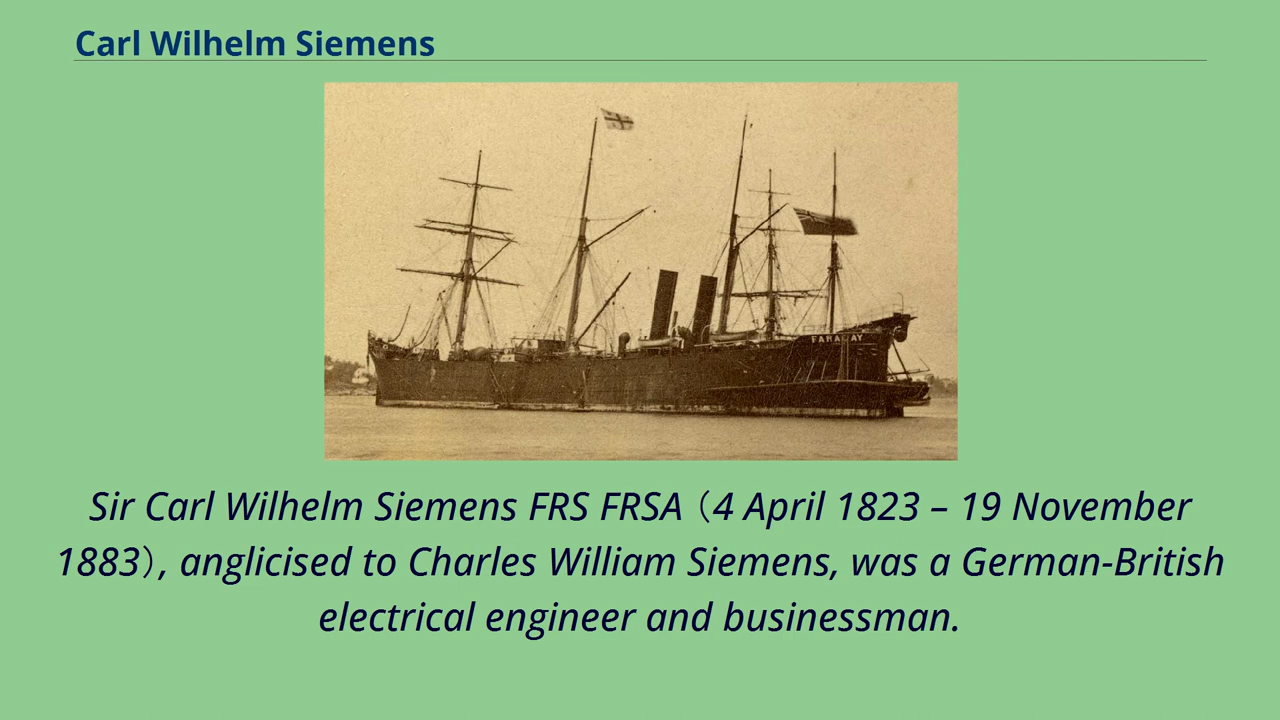 Carl Wilhelm Siemens
FARADAY
Sir Carl Wilhelm Siemens FRS FRSA（4 April 1823 – 19 November
1883）, anglicised to Charles William Siemens, was a German-British
electrical engineer and businessman.